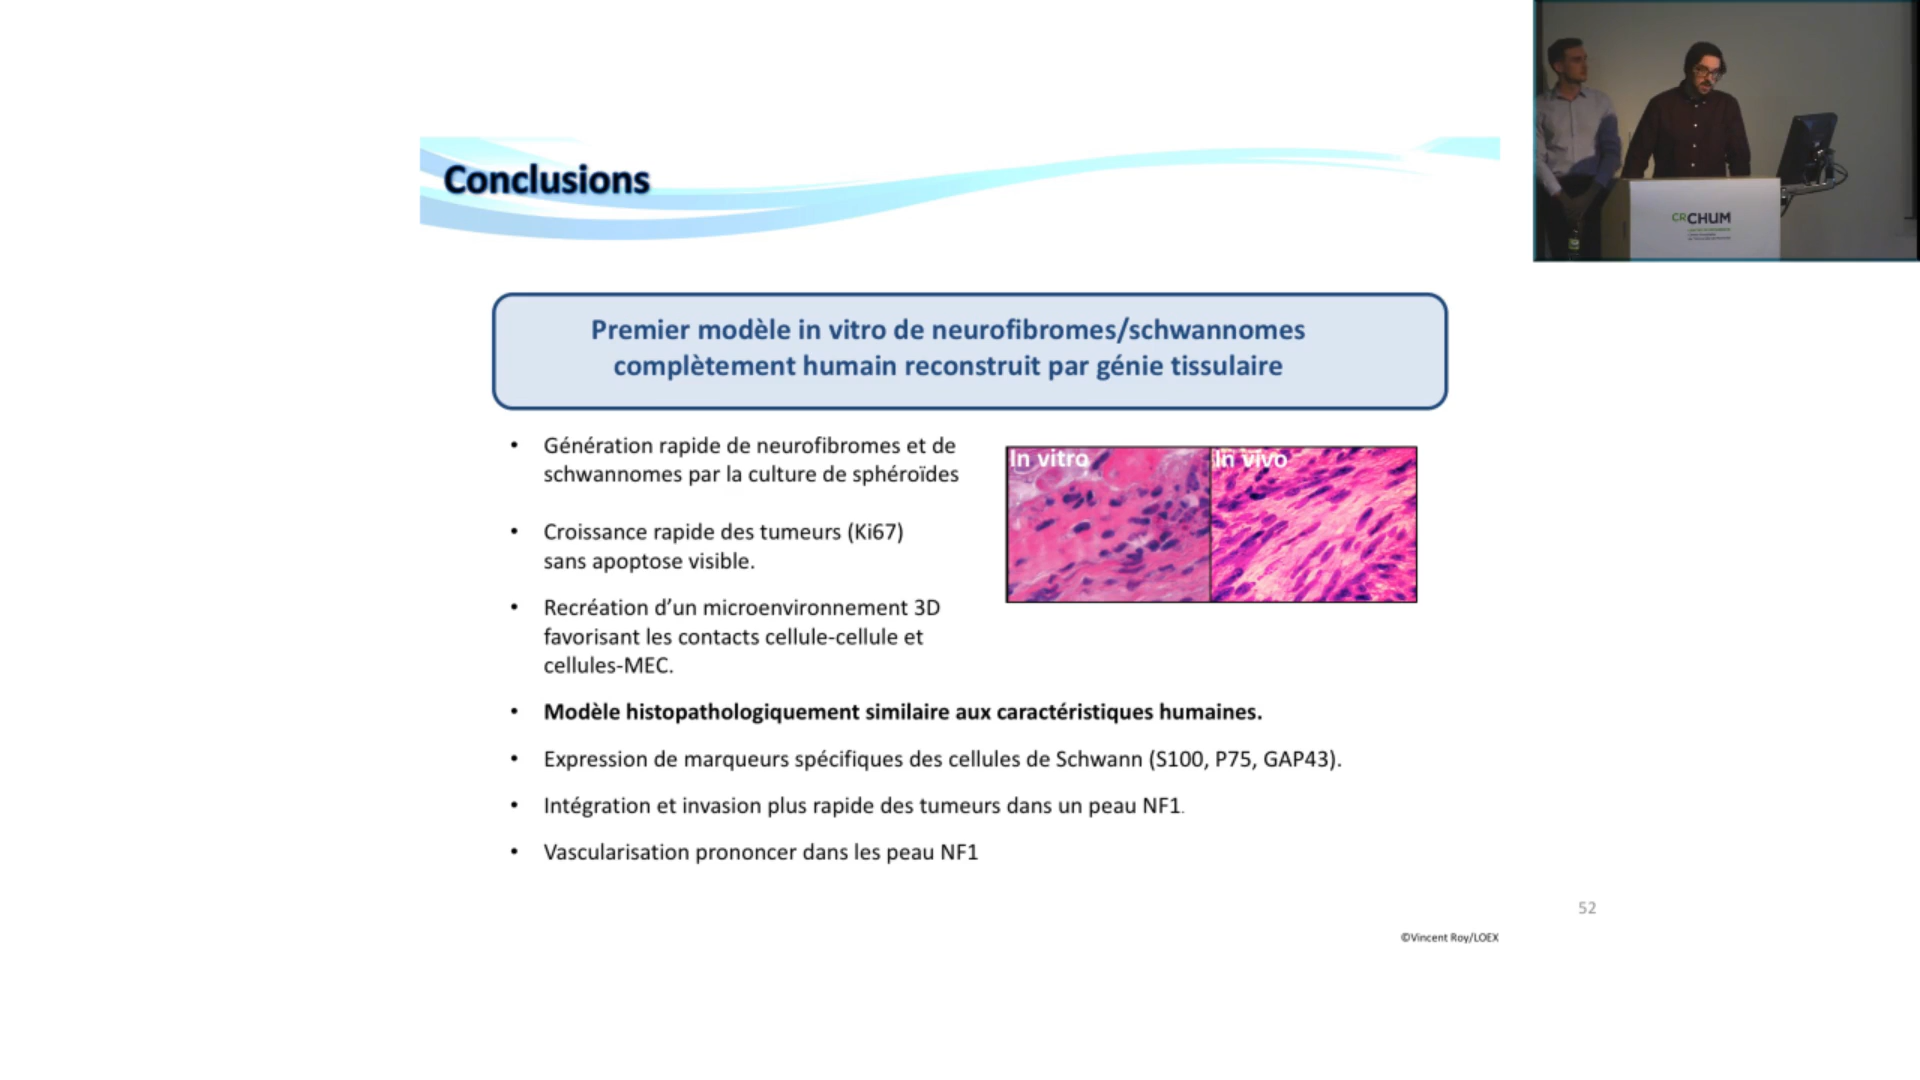 Conclusions
Premier modèle in vitro de neurofibromes/schwannomes
complètement humain reconstruit par génie tissulaire
• Génération rapide de neurofibromes et de
schwannomes par la culture de sphéroïdes
• Croissance rapide des tumeurs (Ki67)
sans apoptose visible.
• Recréation d’un microenvironnement 3D
favorisant les contacts cellule-cellule et
cellules-MEC.
In vitro
In vivo
• Modèle histopathologiquement similaire aux caractéristiques humaines.
• Expression de marqueurs spécifiques des cellules de Schwann (S100, P75, GAP43).
• Intégration et invasion plus rapide des tumeurs dans un peau NF1.
• Vascularisation prononcer dans les peau NF1
52
©Vincent Roy/LOEX
CRCHUM